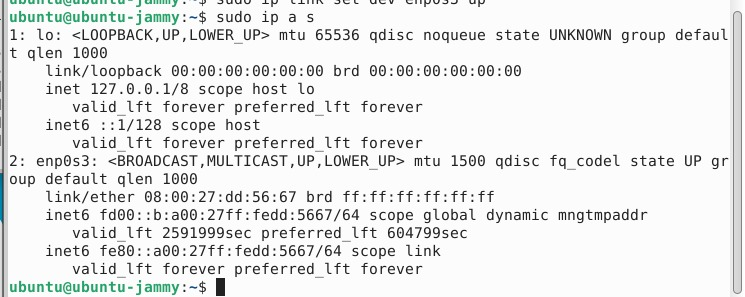 ubuntu@ubuntu-jammy:~$ sudo ip link set dev enp0s3 up
ubuntu@ubuntu-jammy:~$ sudo ip a s
1: lo: <LOOPBACK,UP,LOWER_UP> mtu 65536 qdisc noqueue state UNKNOWN group defaul
t qlen 1000
    link/loopback 00:00:00:00:00:00 brd 00:00:00:00:00:00
    inet 127.0.0.1/8 scope host lo
       valid_lft forever preferred_lft forever
    inet6 ::1/128 scope host
       valid_lft forever preferred_lft forever
2: enp0s3: <BROADCAST,MULTICAST,UP,LOWER_UP> mtu 1500 qdisc fq_codel state UP gr
oup default qlen 1000
    link/ether 08:00:27:dd:56:67 brd ff:ff:ff:ff:ff:ff
    inet6 fd00::b:a00:27ff:fedd:5667/64 scope global dynamic mngtmpaddr
       valid_lft 2591999sec preferred_lft 604799sec
    inet6 fe80::a00:27ff:fedd:5667/64 scope link
       valid_lft forever preferred_lft forever
ubuntu@ubuntu-jammy:~$